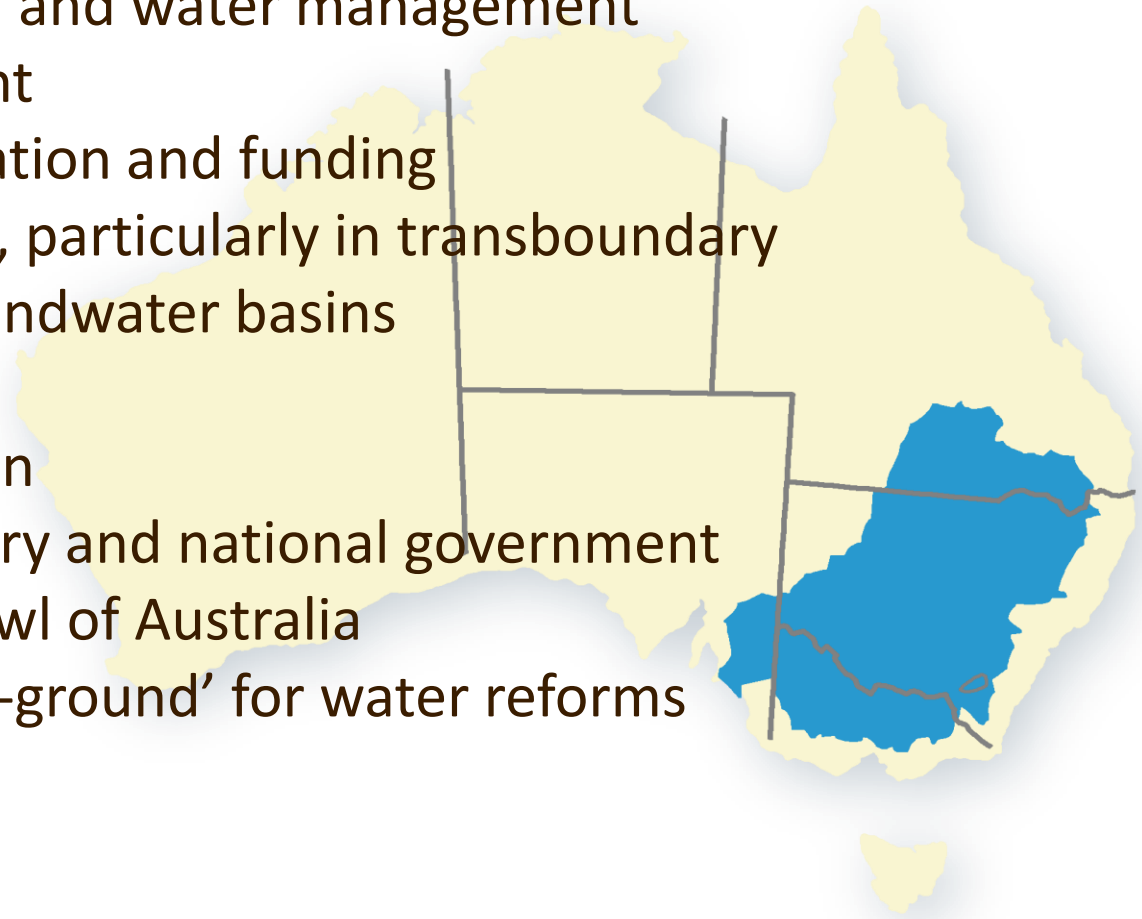 and water management
nt
ation and funding
, particularly in transboundary
ndwater basins
n
ry and national government
wl of Australia
-ground’ for water reforms